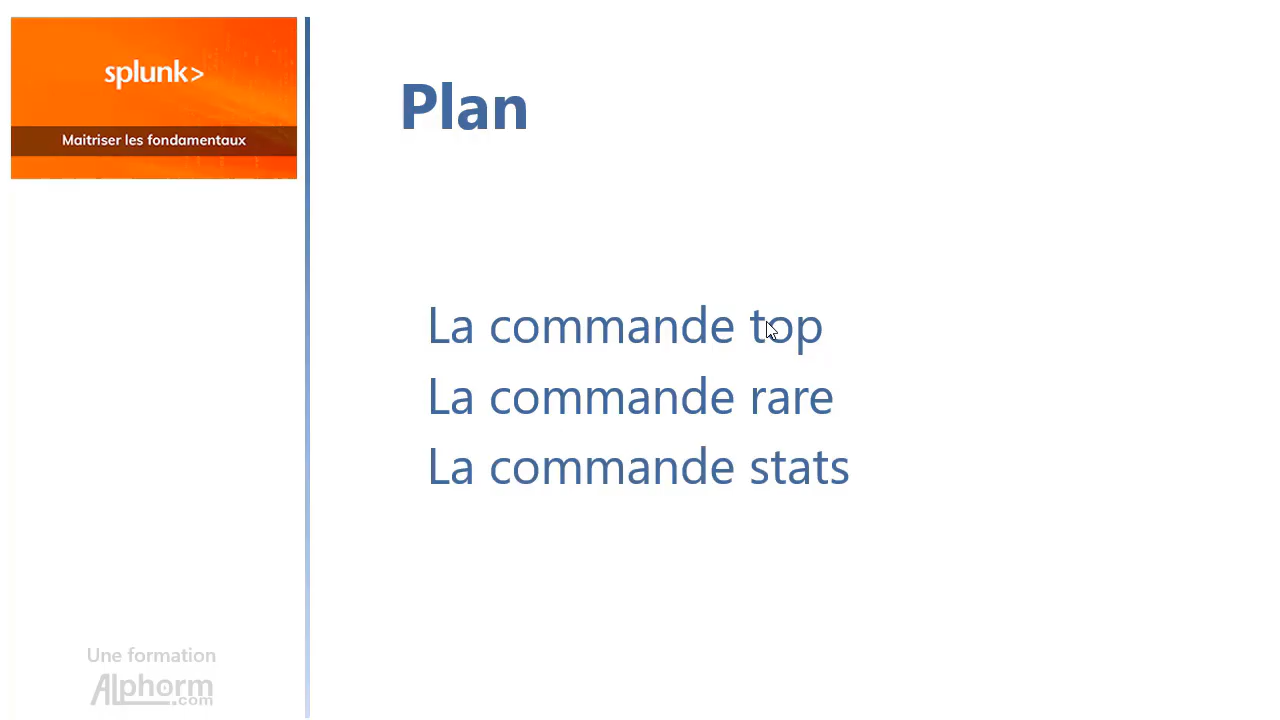 splunk>
Maitriser les fondamentaux
Plan
La commande top
La commande rare
La commande stats
Une formation
Alphorm
.com